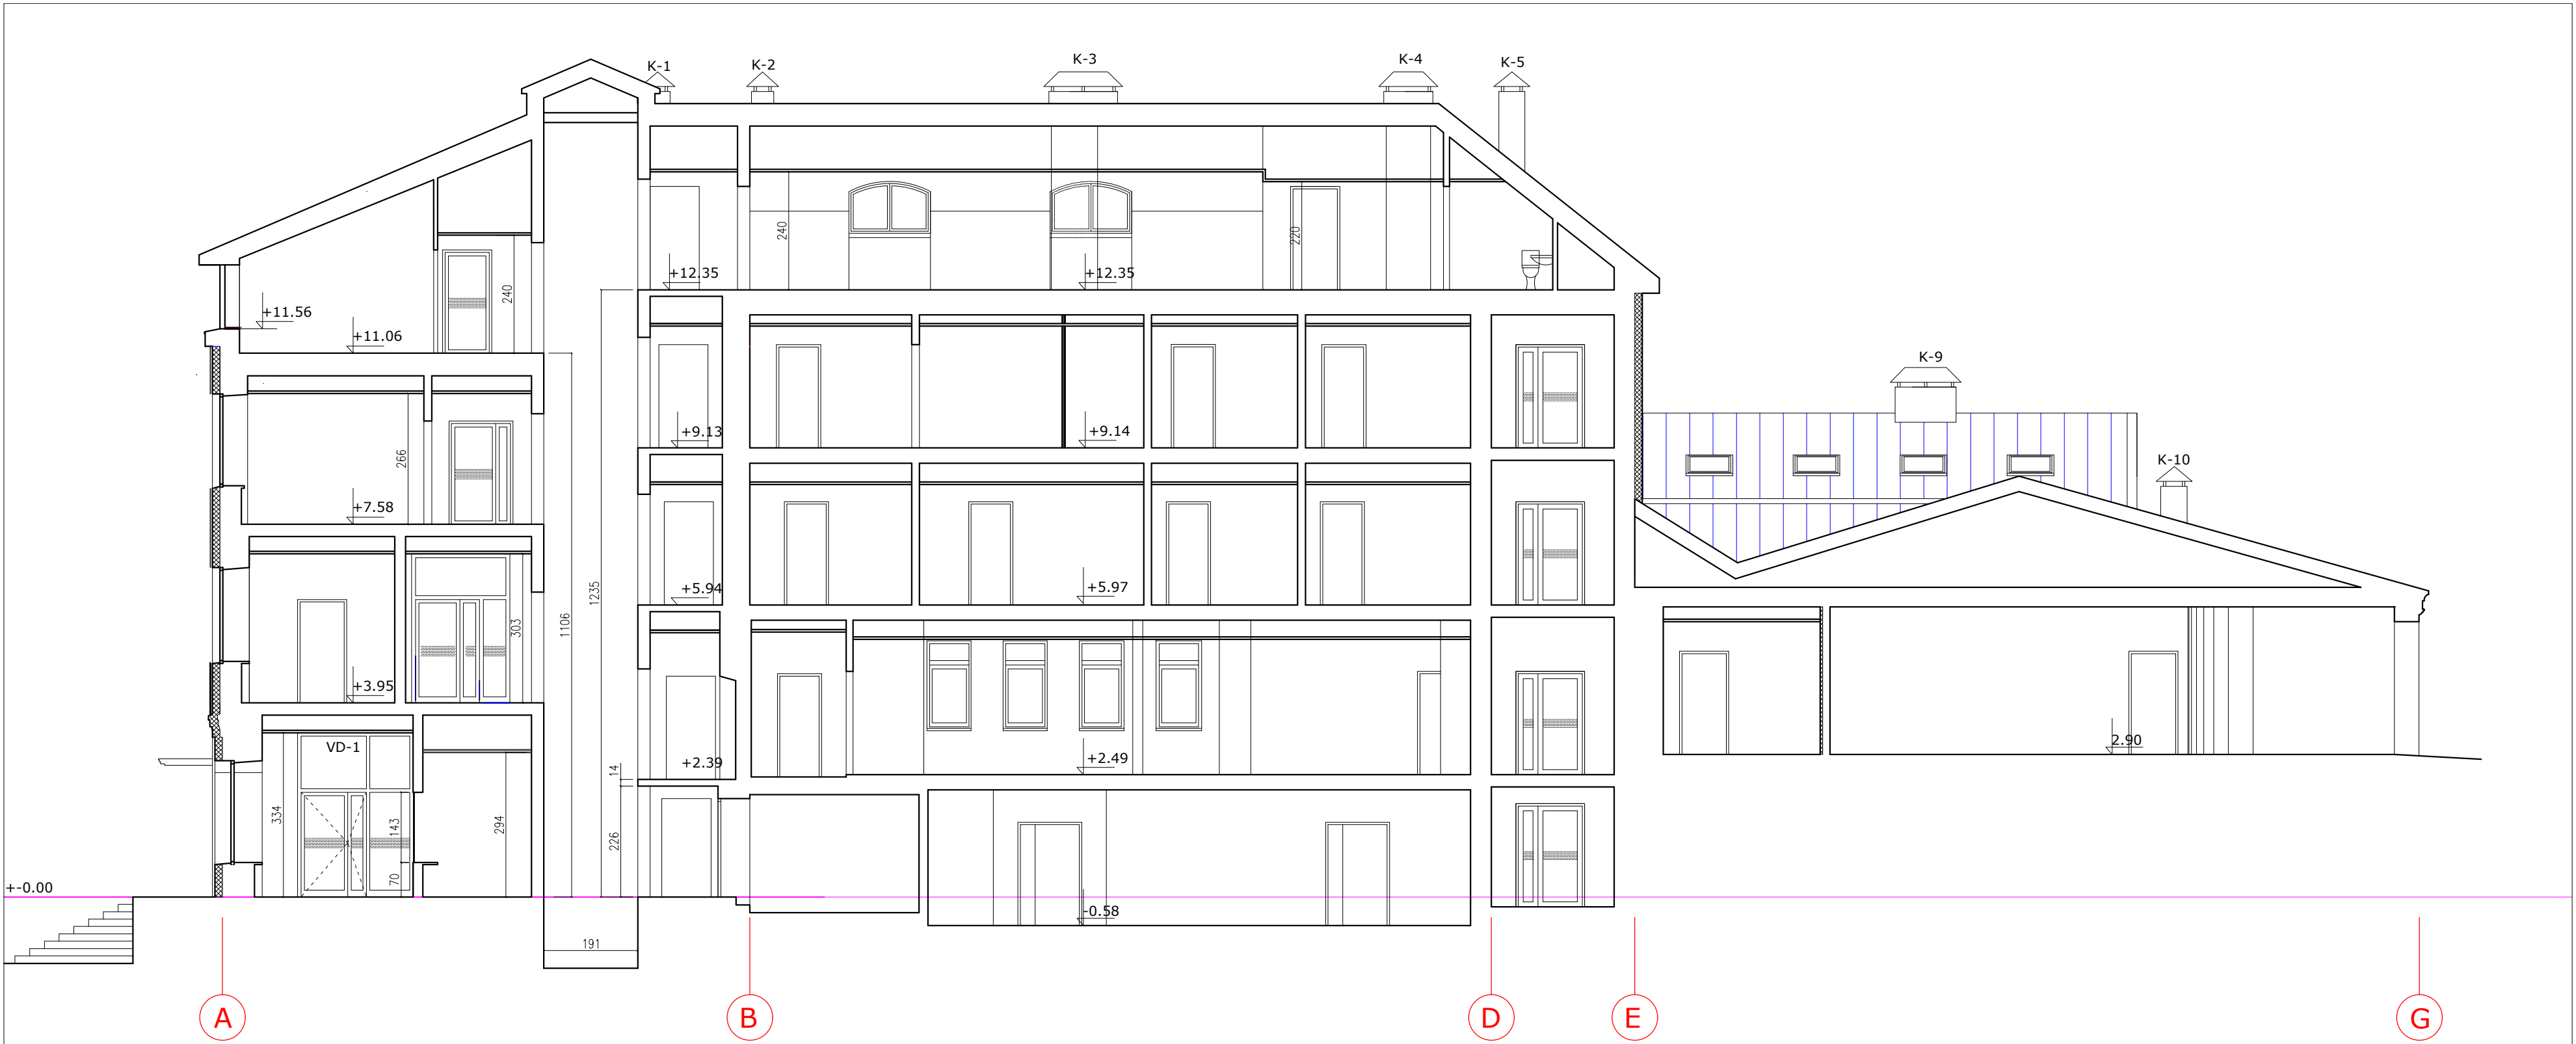 K-1
K-2
K-3
K-4
K-5
240
220
+12.35
+12.35
240
+11.56
+11.06
K-9
+9.13
+9.14
266
K-10
+7.58
1106
1235
+5.94
+5.97
303
+3.95
VD-1
+2.39
14
+2.49
2.90
334
143
294
226
70
+-0.00
-0.58
191
A
B
D
E
G